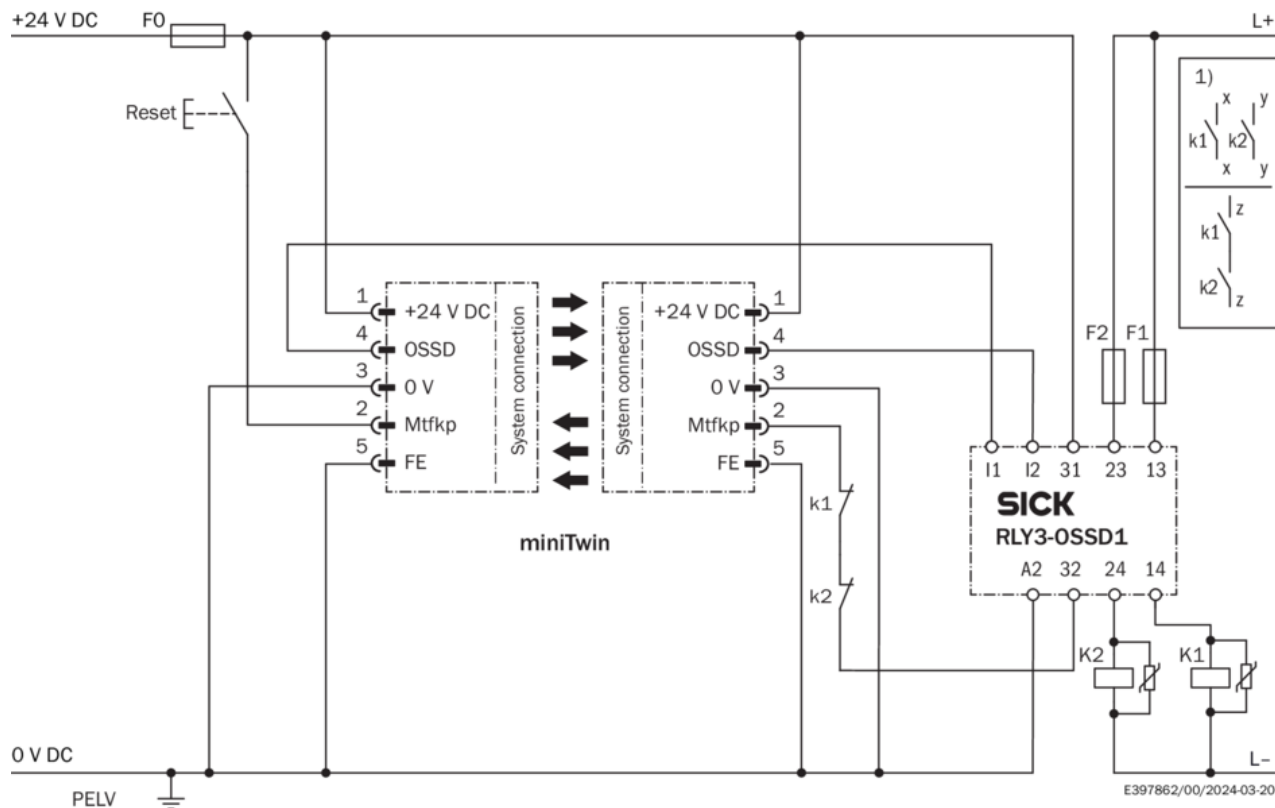 +24 V DC
F0
L+
Reset
1)
x
y
k1
k2
x
y
z
k1
k2
z
1
+24 V DC
4
OSSD
3
0 V
2
Mtfkp
5
FE
System connection
System connection
+24 V DC
1
OSSD
4
0 V
3
Mtfkp
2
FE
5
miniTwin
k1
k2
F2
F1
I1
I2
31
23
13
SICK
RLY3-OSSD1
A2
32
24
14
K2
K1
0 V DC
L–
PELV
E397862/00/2024-03-20